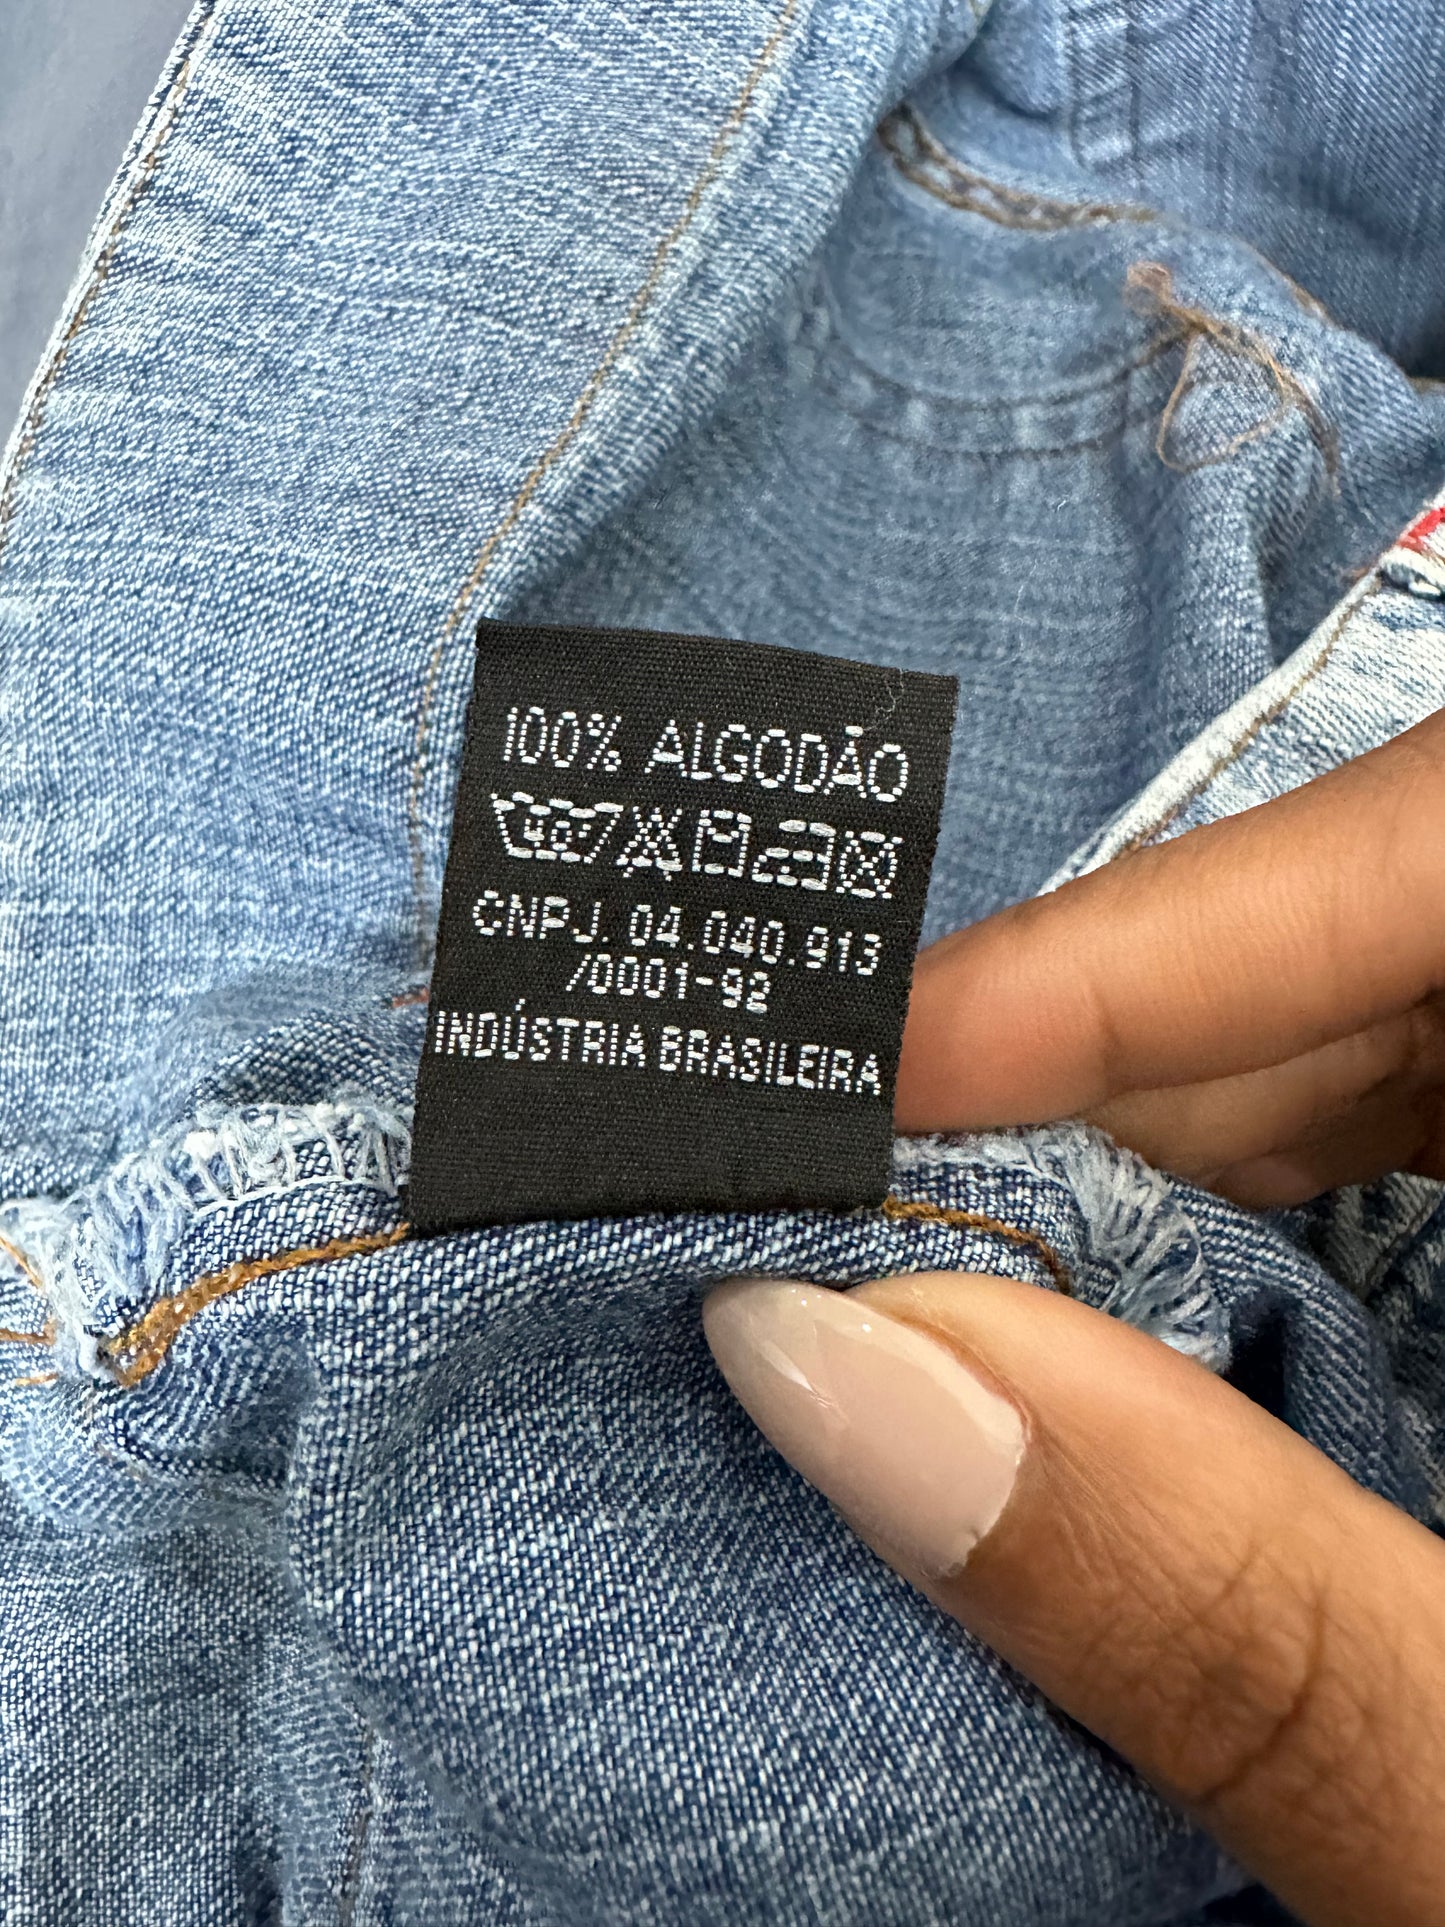 100% ALGODÃO
CNPJ. 04.040.913
/0001-92
INDÚSTRIA BRASILEIRA